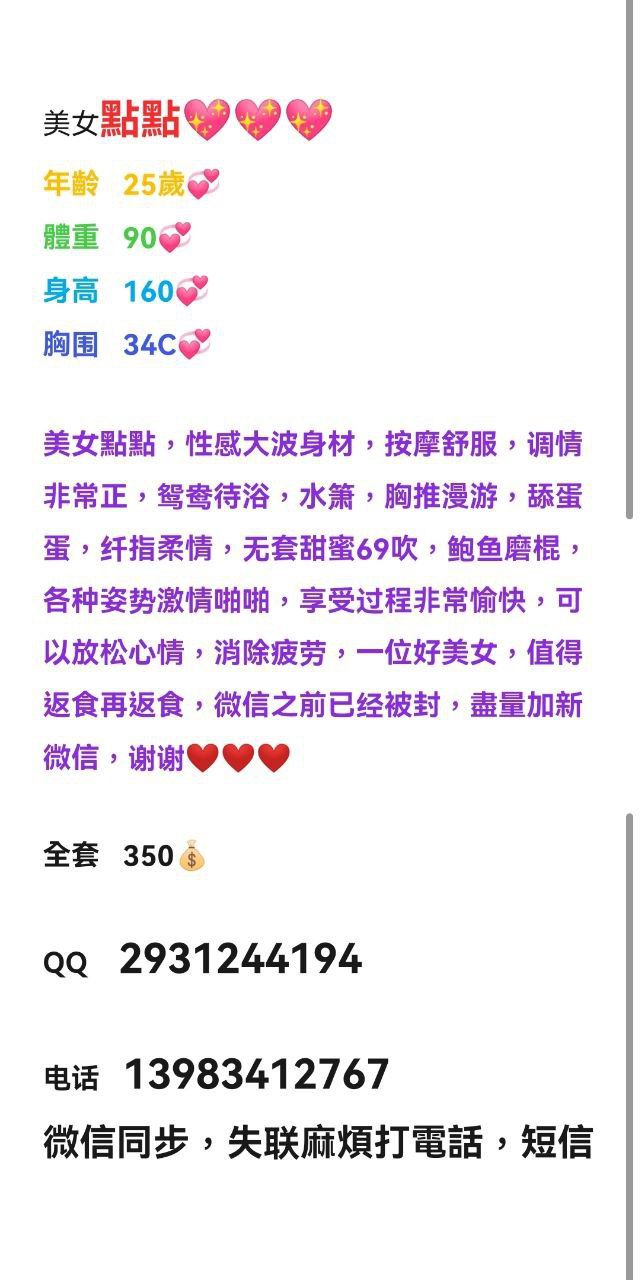 美女點點💖💖💖
年齡 25歲💞
體重 90💞
身高 160💞
胸围 34C💞
美女點點，性感大波身材，按摩舒服，调情
非常正，鸳鸯待浴，水箫，胸推漫游，舔蛋
蛋，纤指柔情，无套甜蜜69吹，鲍鱼磨棍，
各种姿势激情啪啪，享受过程非常愉快，可
以放松心情，消除疲劳，一位好美女，值得
返食再返食，微信之前已经被封，盡量加新
微信，谢谢❤️❤️❤️
全套 350💰
QQ 2931244194
电话 13983412767
微信同步，失联麻煩打電話，短信